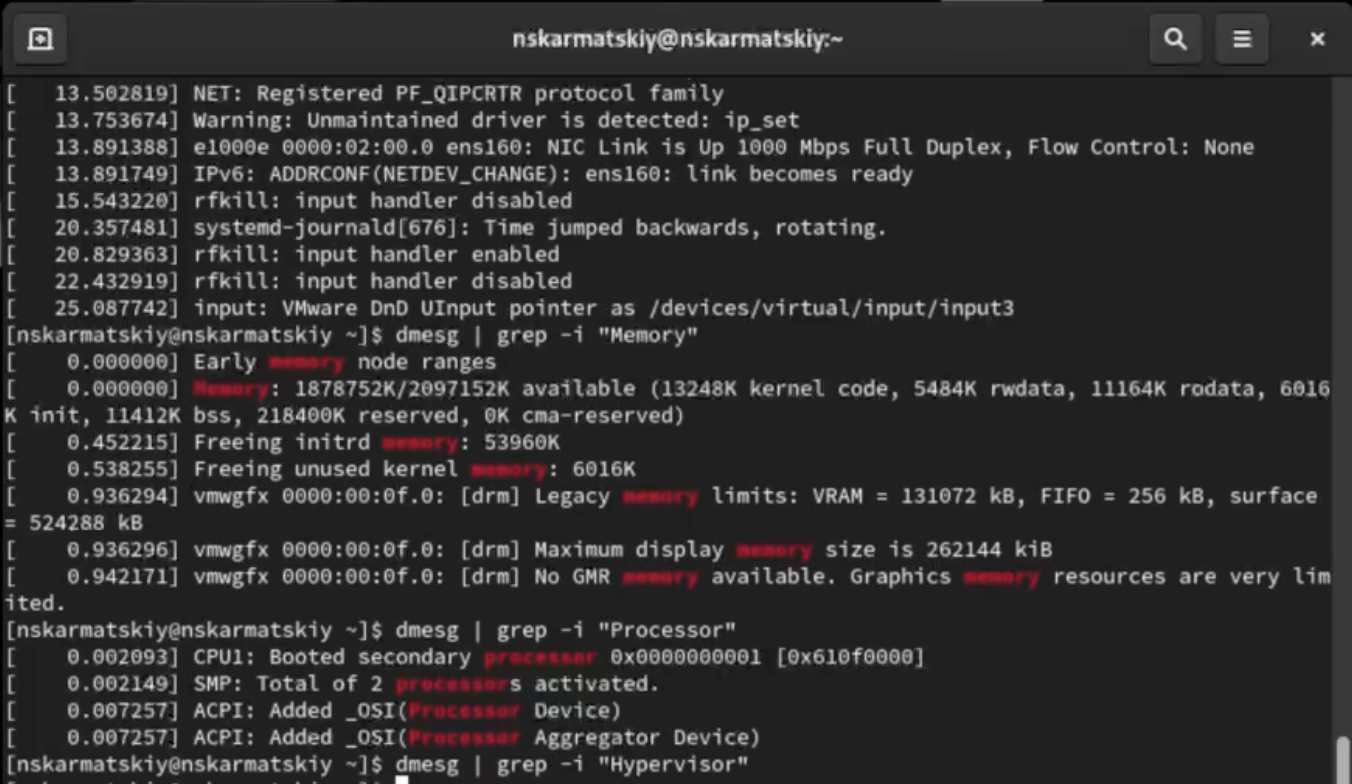 nskarmatskiy@nskarmatskiy:~
[   13.502819] NET: Registered PF_QIPCRTR protocol family
[   13.753674] Warning: Unmaintained driver is detected: ip_set
[   13.891388] e1000e 0000:02:00.0 ens160: NIC Link is Up 1000 Mbps Full Duplex, Flow Control: None
[   13.891749] IPv6: ADDRCONF(NETDEV_CHANGE): ens160: link becomes ready
[   15.543220] rfkill: input handler disabled
[   20.357481] systemd-journald[676]: Time jumped backwards, rotating.
[   20.829363] rfkill: input handler enabled
[   22.432919] rfkill: input handler disabled
[   25.087742] input: VMware DnD UInput pointer as /devices/virtual/input/input3
[nskarmatskiy@nskarmatskiy ~]$ dmesg | grep -i "Memory"
[    0.000000] Early memory node ranges
[    0.000000] Memory: 1878752K/2097152K available (13248K kernel code, 5484K rwdata, 11164K rodata, 6016
K init, 11412K bss, 218400K reserved, 0K cma-reserved)
[    0.452215] Freeing initrd memory: 53960K
[    0.538255] Freeing unused kernel memory: 6016K
[    0.936294] vmwgfx 0000:00:0f.0: [drm] Legacy memory limits: VRAM = 131072 kB, FIFO = 256 kB, surface
= 524288 kB
[    0.936296] vmwgfx 0000:00:0f.0: [drm] Maximum display memory size is 262144 kiB
[    0.942171] vmwgfx 0000:00:0f.0: [drm] No GMR memory available. Graphics memory resources are very lim
ited.
[nskarmatskiy@nskarmatskiy ~]$ dmesg | grep -i "Processor"
[    0.002093] CPU1: Booted secondary processor 0x0000000001 [0x610f0000]
[    0.002149] SMP: Total of 2 processors activated.
[    0.007257] ACPI: Added _OSI(Processor Device)
[    0.007257] ACPI: Added _OSI(Processor Aggregator Device)
[nskarmatskiy@nskarmatskiy ~]$ dmesg | grep -i "Hypervisor"